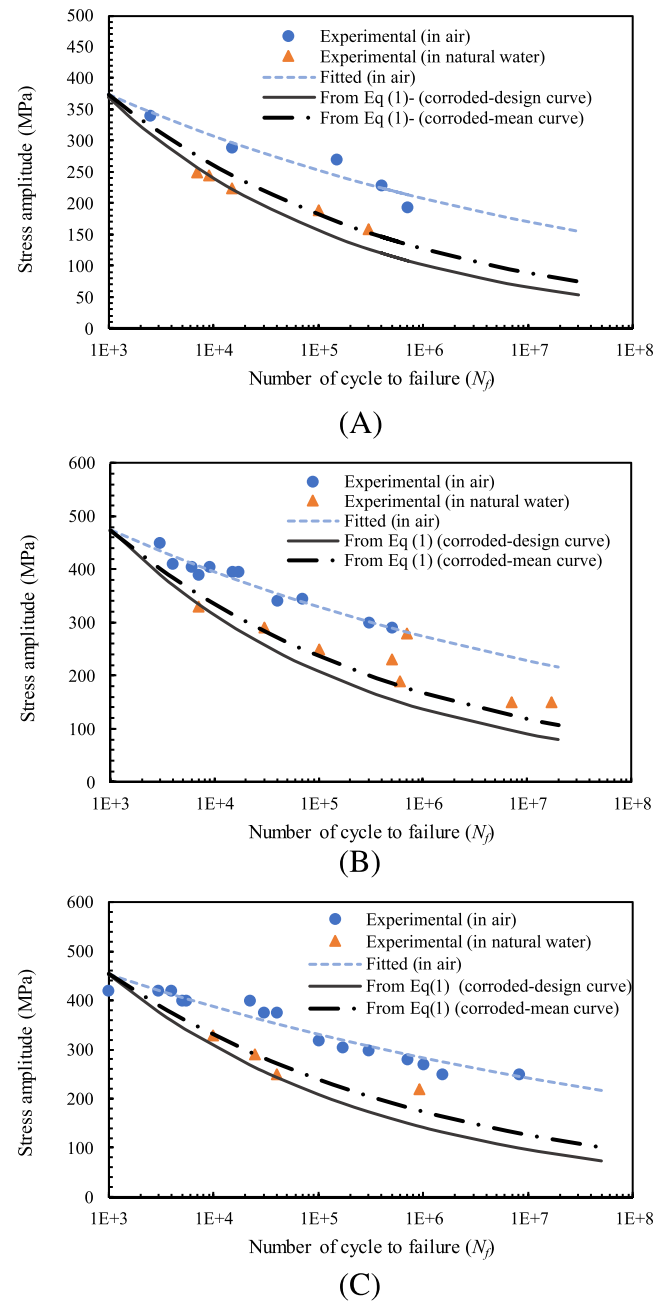 500
450
400
350
300
250
200
150
100
50
0
Stress amplitude (MPa)
Experimental (in air)
Experimental (in natural water)
Fitted (in air)
From Eq (1)- (corroded-design curve)
From Eq (1)- (corroded-mean curve)
1E+3 1E+4 1E+5 1E+6 1E+7 1E+8
Number of cycle to failure (Nf)
(A)
600
500
400
300
200
100
0
Stress amplitude (MPa)
Experimental (in air)
Experimental (in natural water)
Fitted (in air)
From Eq (1) (corroded-design curve)
From Eq (1) (corroded-mean curve)
1E+3 1E+4 1E+5 1E+6 1E+7 1E+8
Number of cycle to failure (Nf)
(B)
600
500
400
300
200
100
0
Stress amplitude (MPa)
Experimental (in air)
Experimental (in natural water)
Fitted (in air)
From Eq(1) (corroded-design curve)
From Eq(1) (corroded-mean curve)
1E+3 1E+4 1E+5 1E+6 1E+7 1E+8
Number of cycle to failure (Nf)
(C)